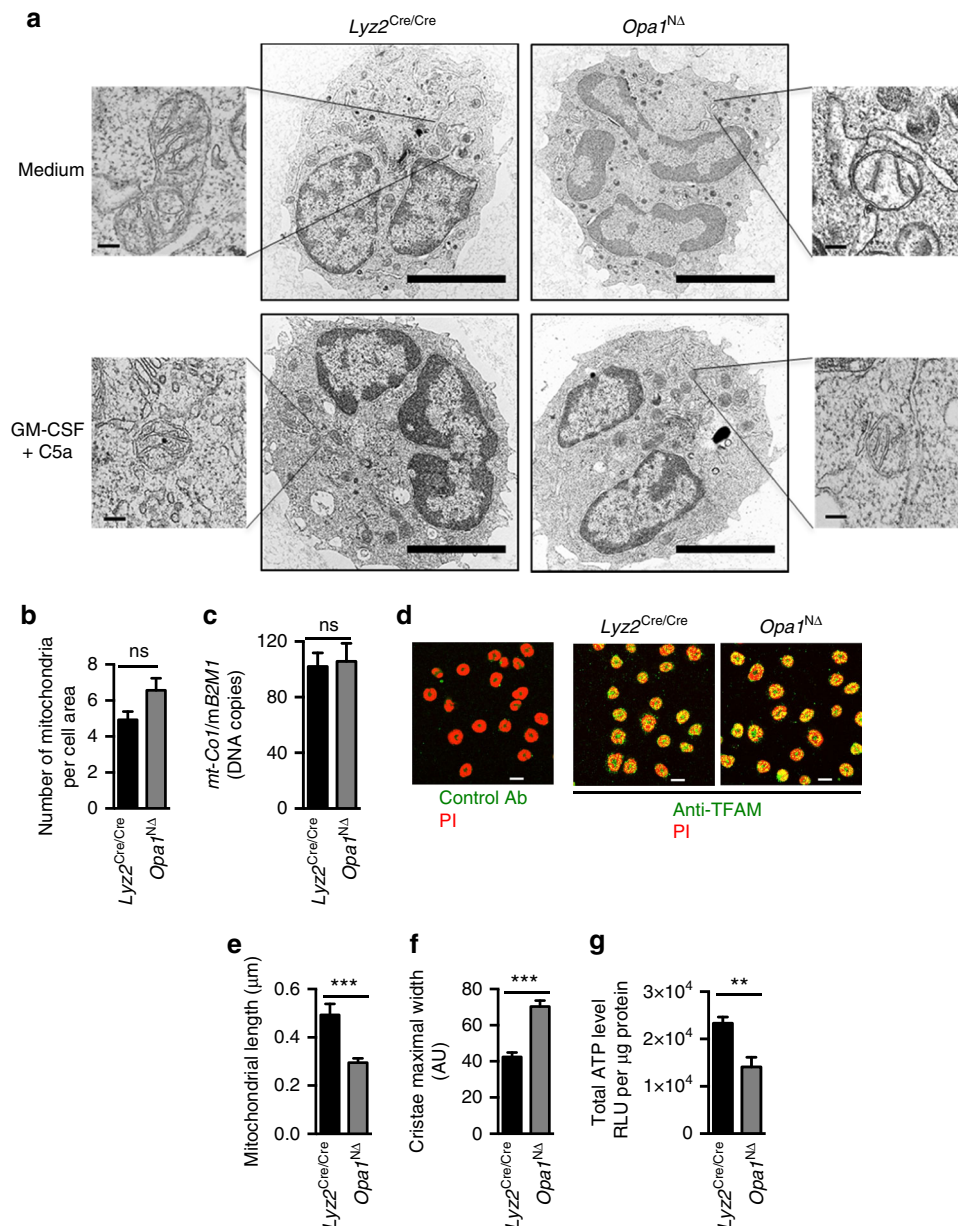 a
Lyz2Cre/Cre
Opa1NΔ
Medium
GM-CSF
+ C5a
b
Number of mitochondria
per cell area
8
6
4
2
0
ns
Lyz2Cre/Cre
Opa1NΔ
c
mt-Co1/mB2M1
(DNA copies)
120
80
40
0
ns
Lyz2Cre/Cre
Opa1NΔ
d
Lyz2Cre/Cre
Opa1NΔ
Control Ab
PI
Anti-TFAM
PI
e
Mitochondrial length (μm)
0.6
0.4
0.2
0.0
***
Lyz2Cre/Cre
Opa1NΔ
f
Cristae maximal width
(AU)
80
60
40
20
0
***
Lyz2Cre/Cre
Opa1NΔ
g
Total ATP level
RLU per μg protein
3×10⁴
2×10⁴
1×10⁴
0
**
Lyz2Cre/Cre
Opa1NΔ